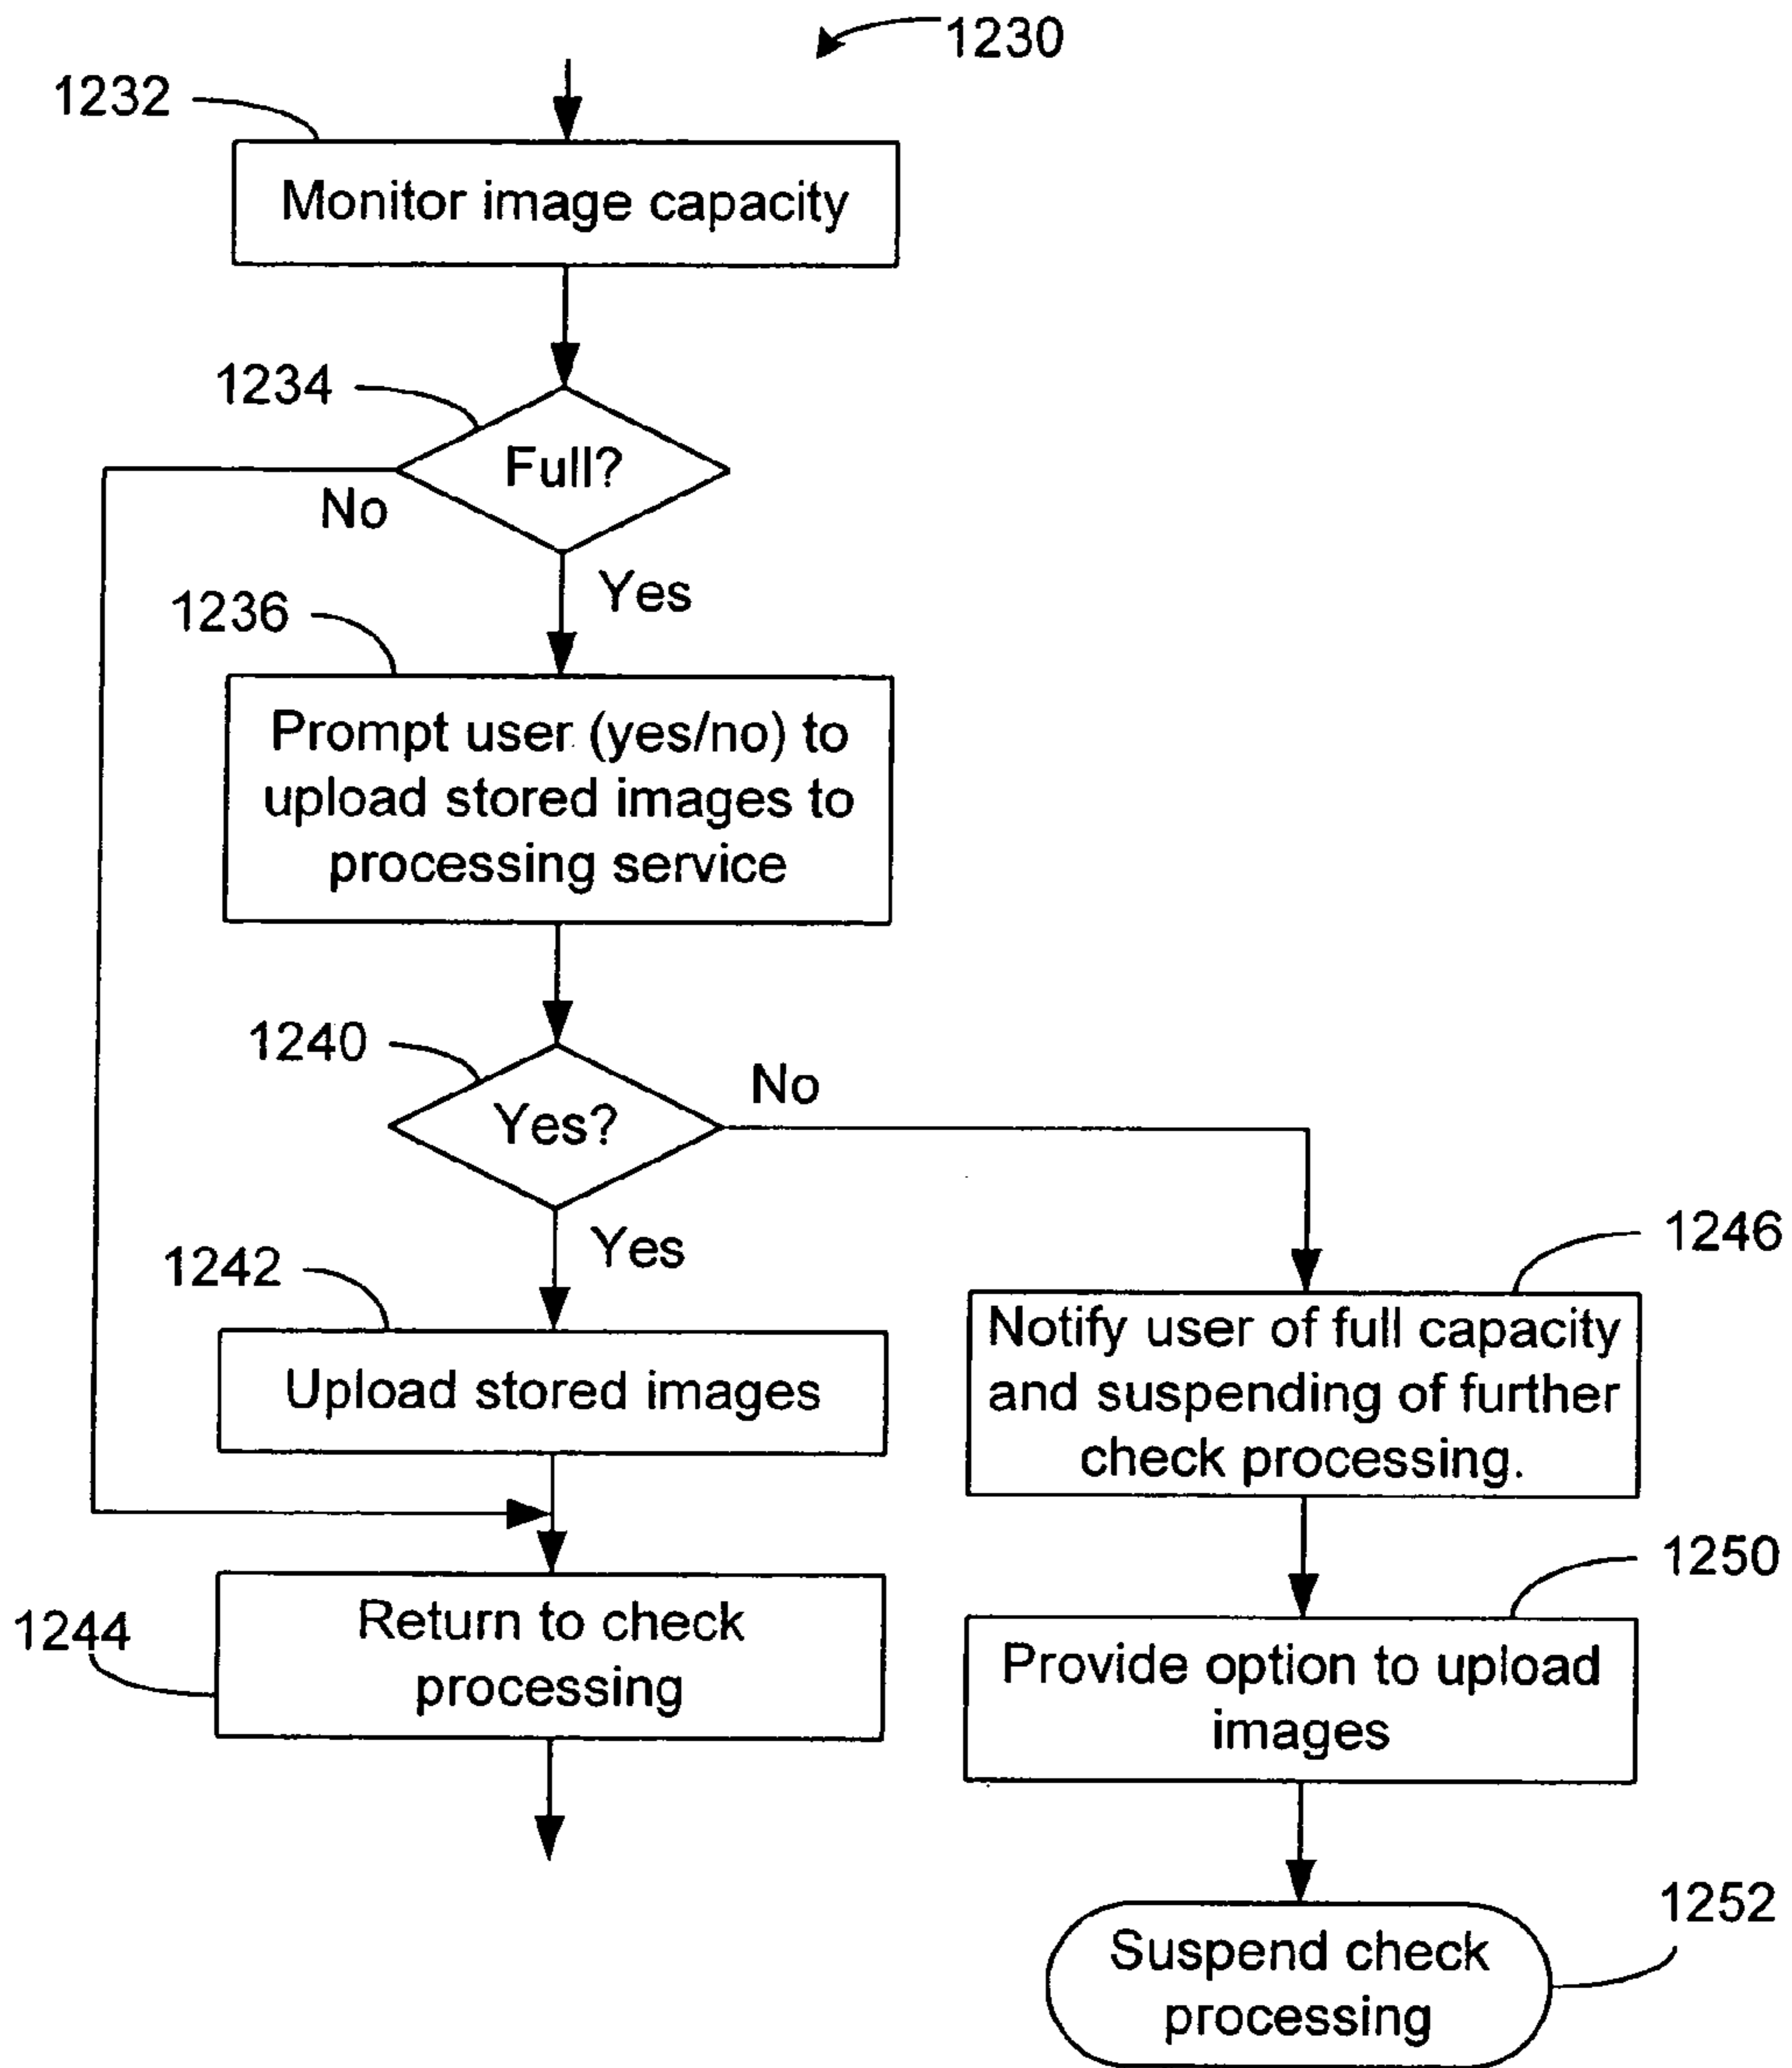 1230
1232
Monitor image capacity
1234
Full?
No
Yes
1236
Prompt user (yes/no) to
upload stored images to
processing service
1240
Yes?
No
Yes
1242
Upload stored images
1246
Notify user of full capacity
and suspending of further
check processing.
1244
Return to check
processing
1250
Provide option to upload
images
1252
Suspend check
processing